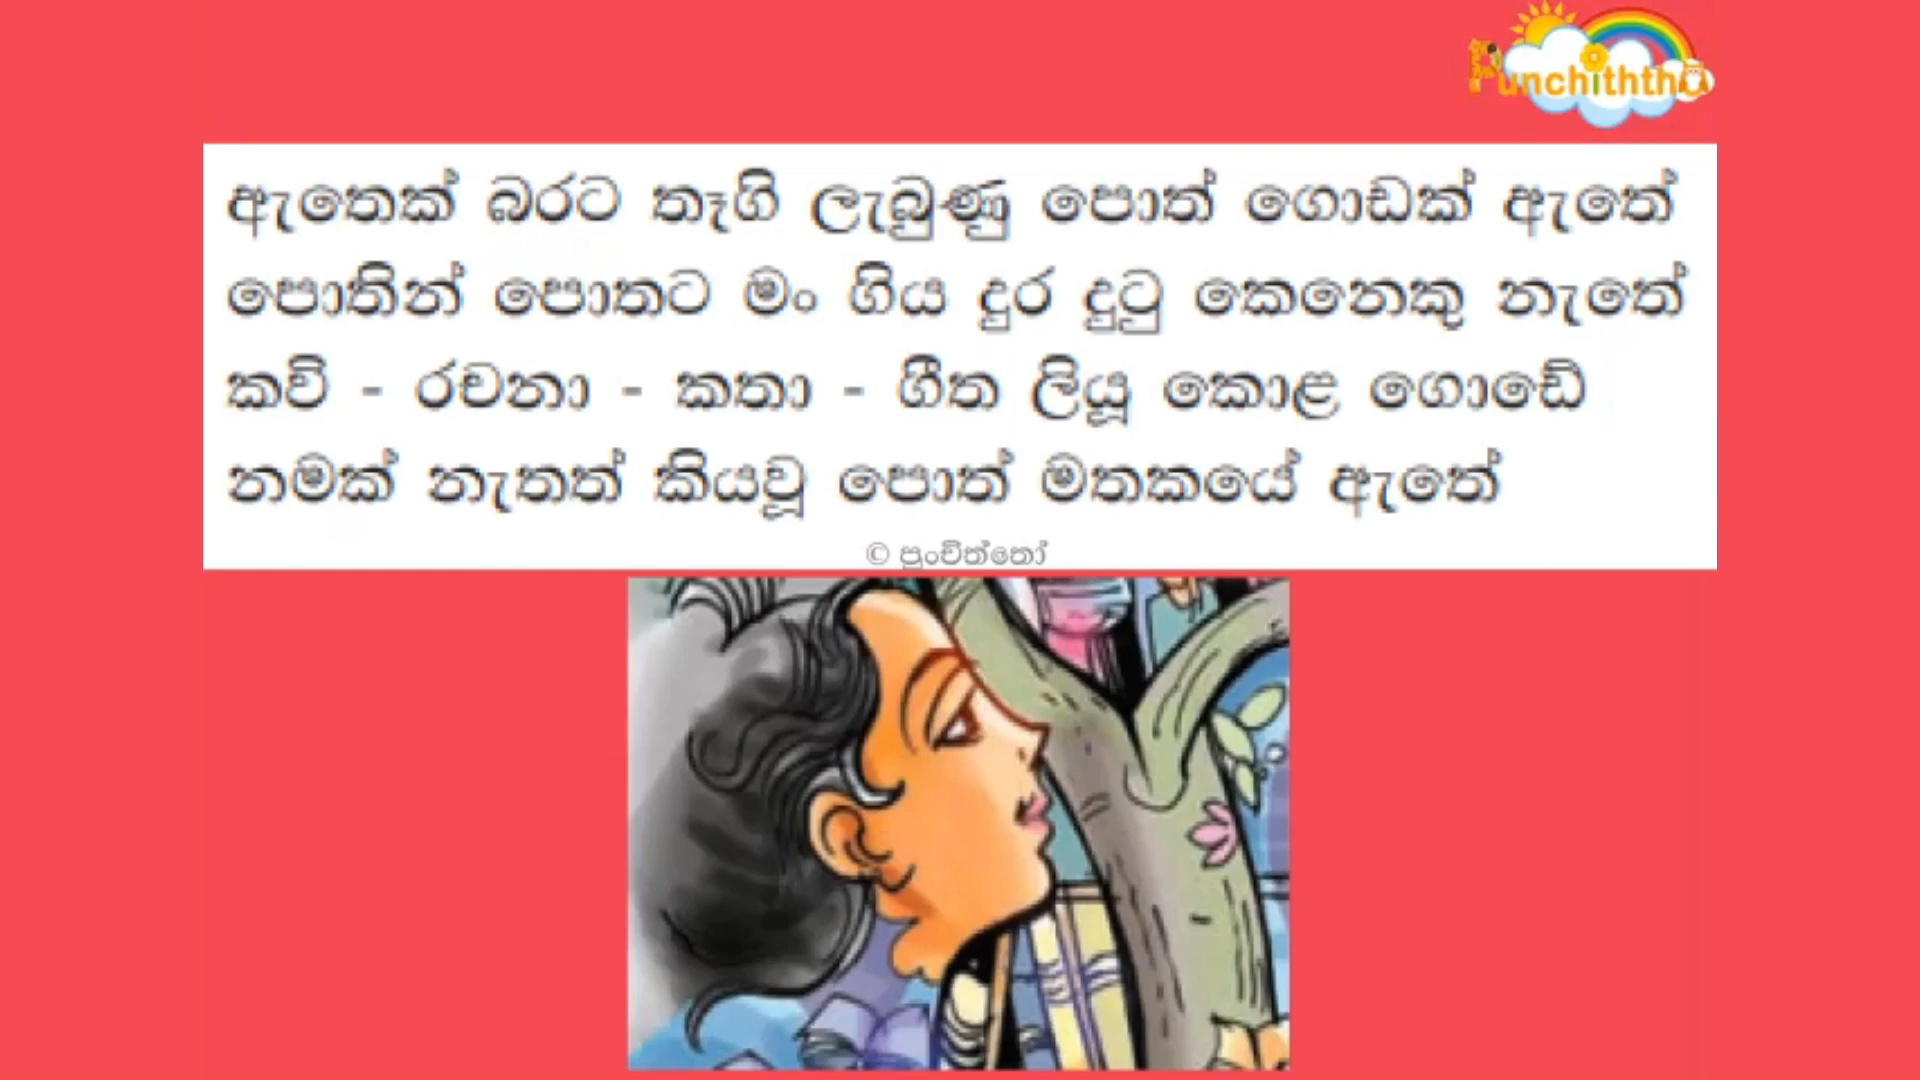 Punchiththo
ඇතෙක් බරට තෑගි ලැබුණු පොත් ගොඩක් ඇතේ
පොතින් පොතට මං ගිය දුර දුටු කෙනෙකු නැතේ
කවි - රචනා - කතා - ගීත ලියූ කොළ ගොඩේ
නමක් නැතත් කියවූ පොත් මතකයේ ඇතේ
© පුංචිත්තෝ